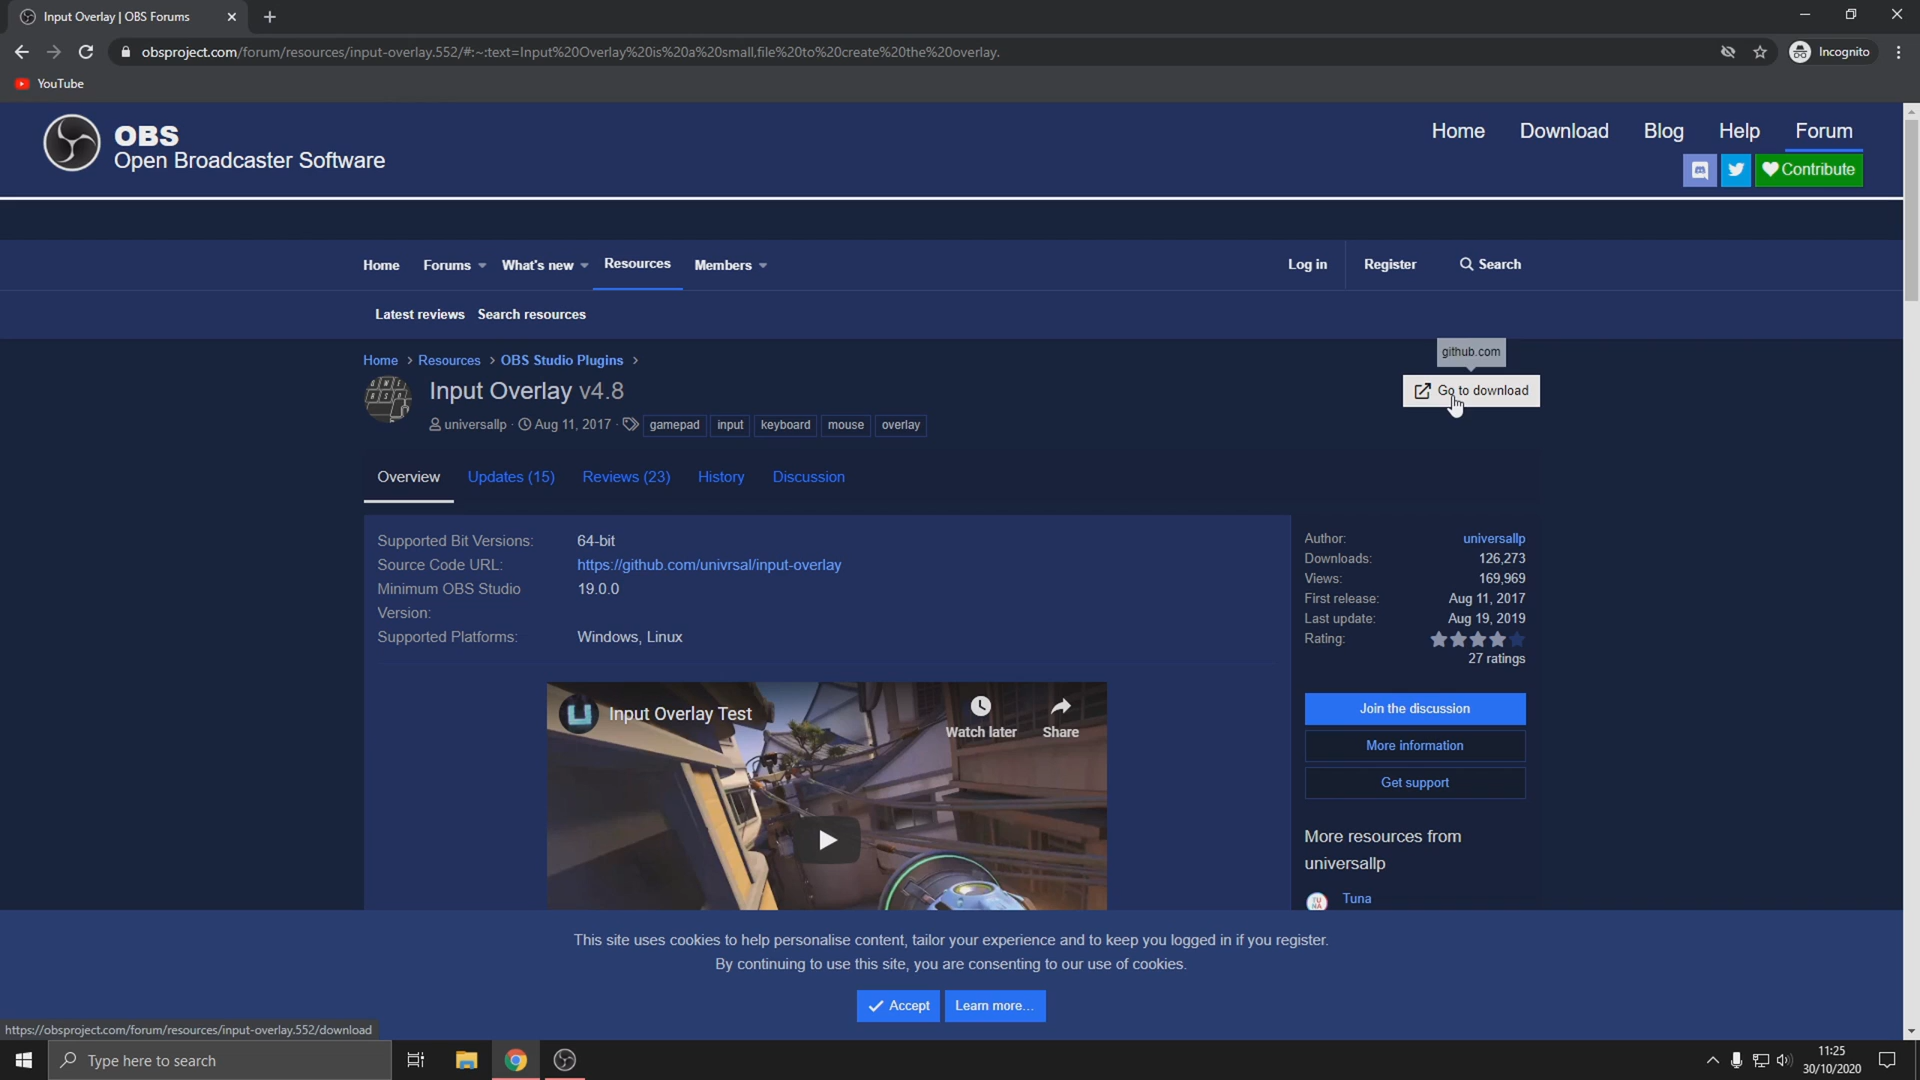 Input Overlay | OBS Forums
obsproject.com/forum/resources/input-overlay.552/#:~:text=Input%20Overlay%20is%20a%20small,file%20to%20create%20the%20overlay.
Incognito
YouTube
OBS
Open Broadcaster Software
Home Download Blog Help Forum
Contribute
Home Forums What's new Resources Members Log in Register Search
Latest reviews Search resources
Home › Resources › OBS Studio Plugins ›
github.com
Input Overlay v4.8
Go to download
universallp · Aug 11, 2017 · gamepad input keyboard mouse overlay
Overview Updates (15) Reviews (23) History Discussion
Supported Bit Versions: 64-bit
Source Code URL: https://github.com/univrsal/input-overlay
Minimum OBS Studio 19.0.0
Version:
Supported Platforms: Windows, Linux
Author: universallp
Downloads: 126,273
Views: 169,969
First release: Aug 11, 2017
Last update: Aug 19, 2019
Rating:
27 ratings
Join the discussion
More information
Get support
Input Overlay Test
Watch later
Share
More resources from
universallp
TUNA
Tuna
This site uses cookies to help personalise content, tailor your experience and to keep you logged in if you register.
By continuing to use this site, you are consenting to our use of cookies.
Accept Learn more…
https://obsproject.com/forum/resources/input-overlay.552/download
Type here to search
11:25
30/10/2020